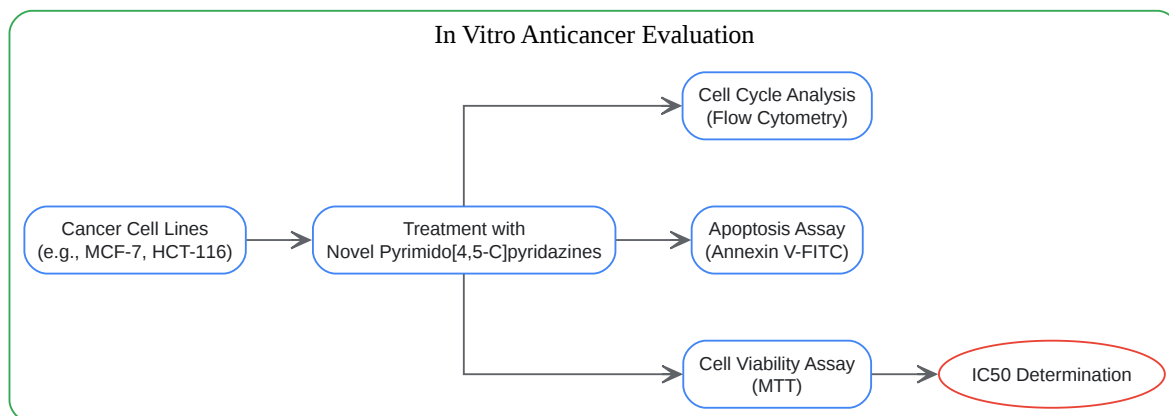 In Vitro Anticancer Evaluation
Cell Cycle Analysis
(Flow Cytometry)
Cancer Cell Lines
(e.g., MCF-7, HCT-116)
Treatment with
Novel Pyrimido[4,5-C]pyridazines
Apoptosis Assay
(Annexin V-FITC)
Cell Viability Assay
(MTT)
IC50 Determination